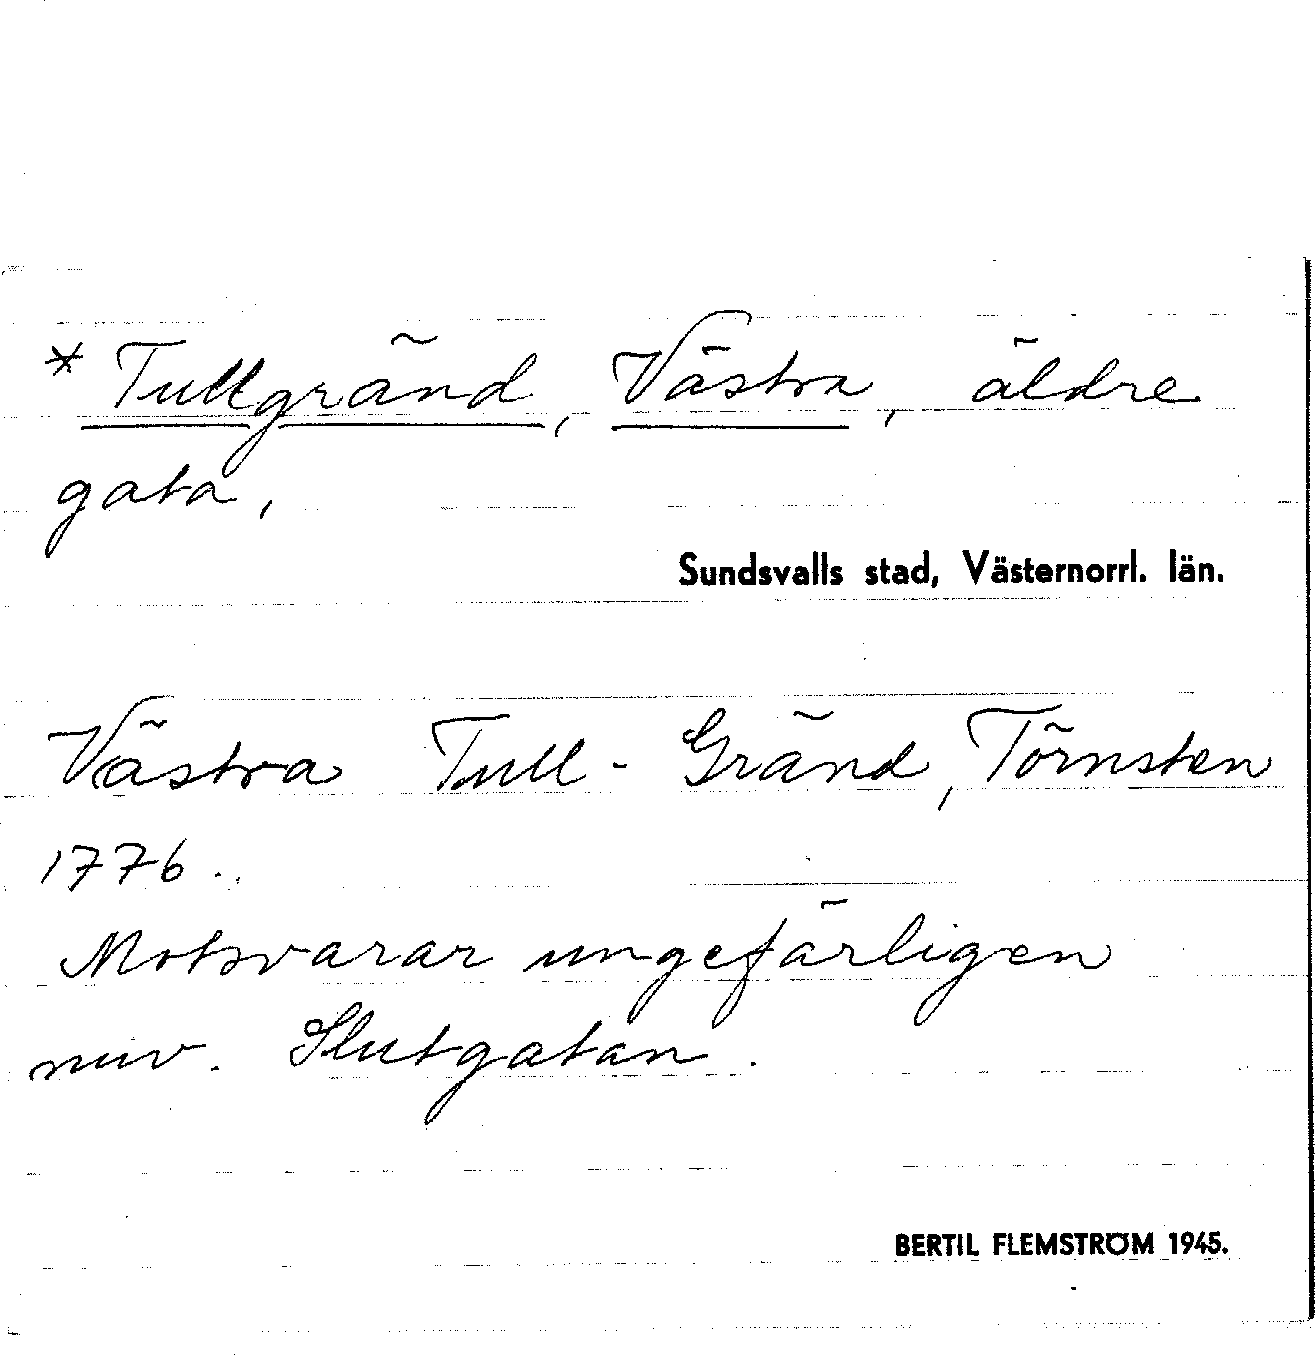 * Tullgränd, Västra, äldre
gata,
Sundsvalls stad, Västernorrl. län.
Västra Tull-Gränd, Törnsten
1776.
Motsvarar ungefärligen
nuv. Slutgatan.
BERTIL FLEMSTRÖM 1945.